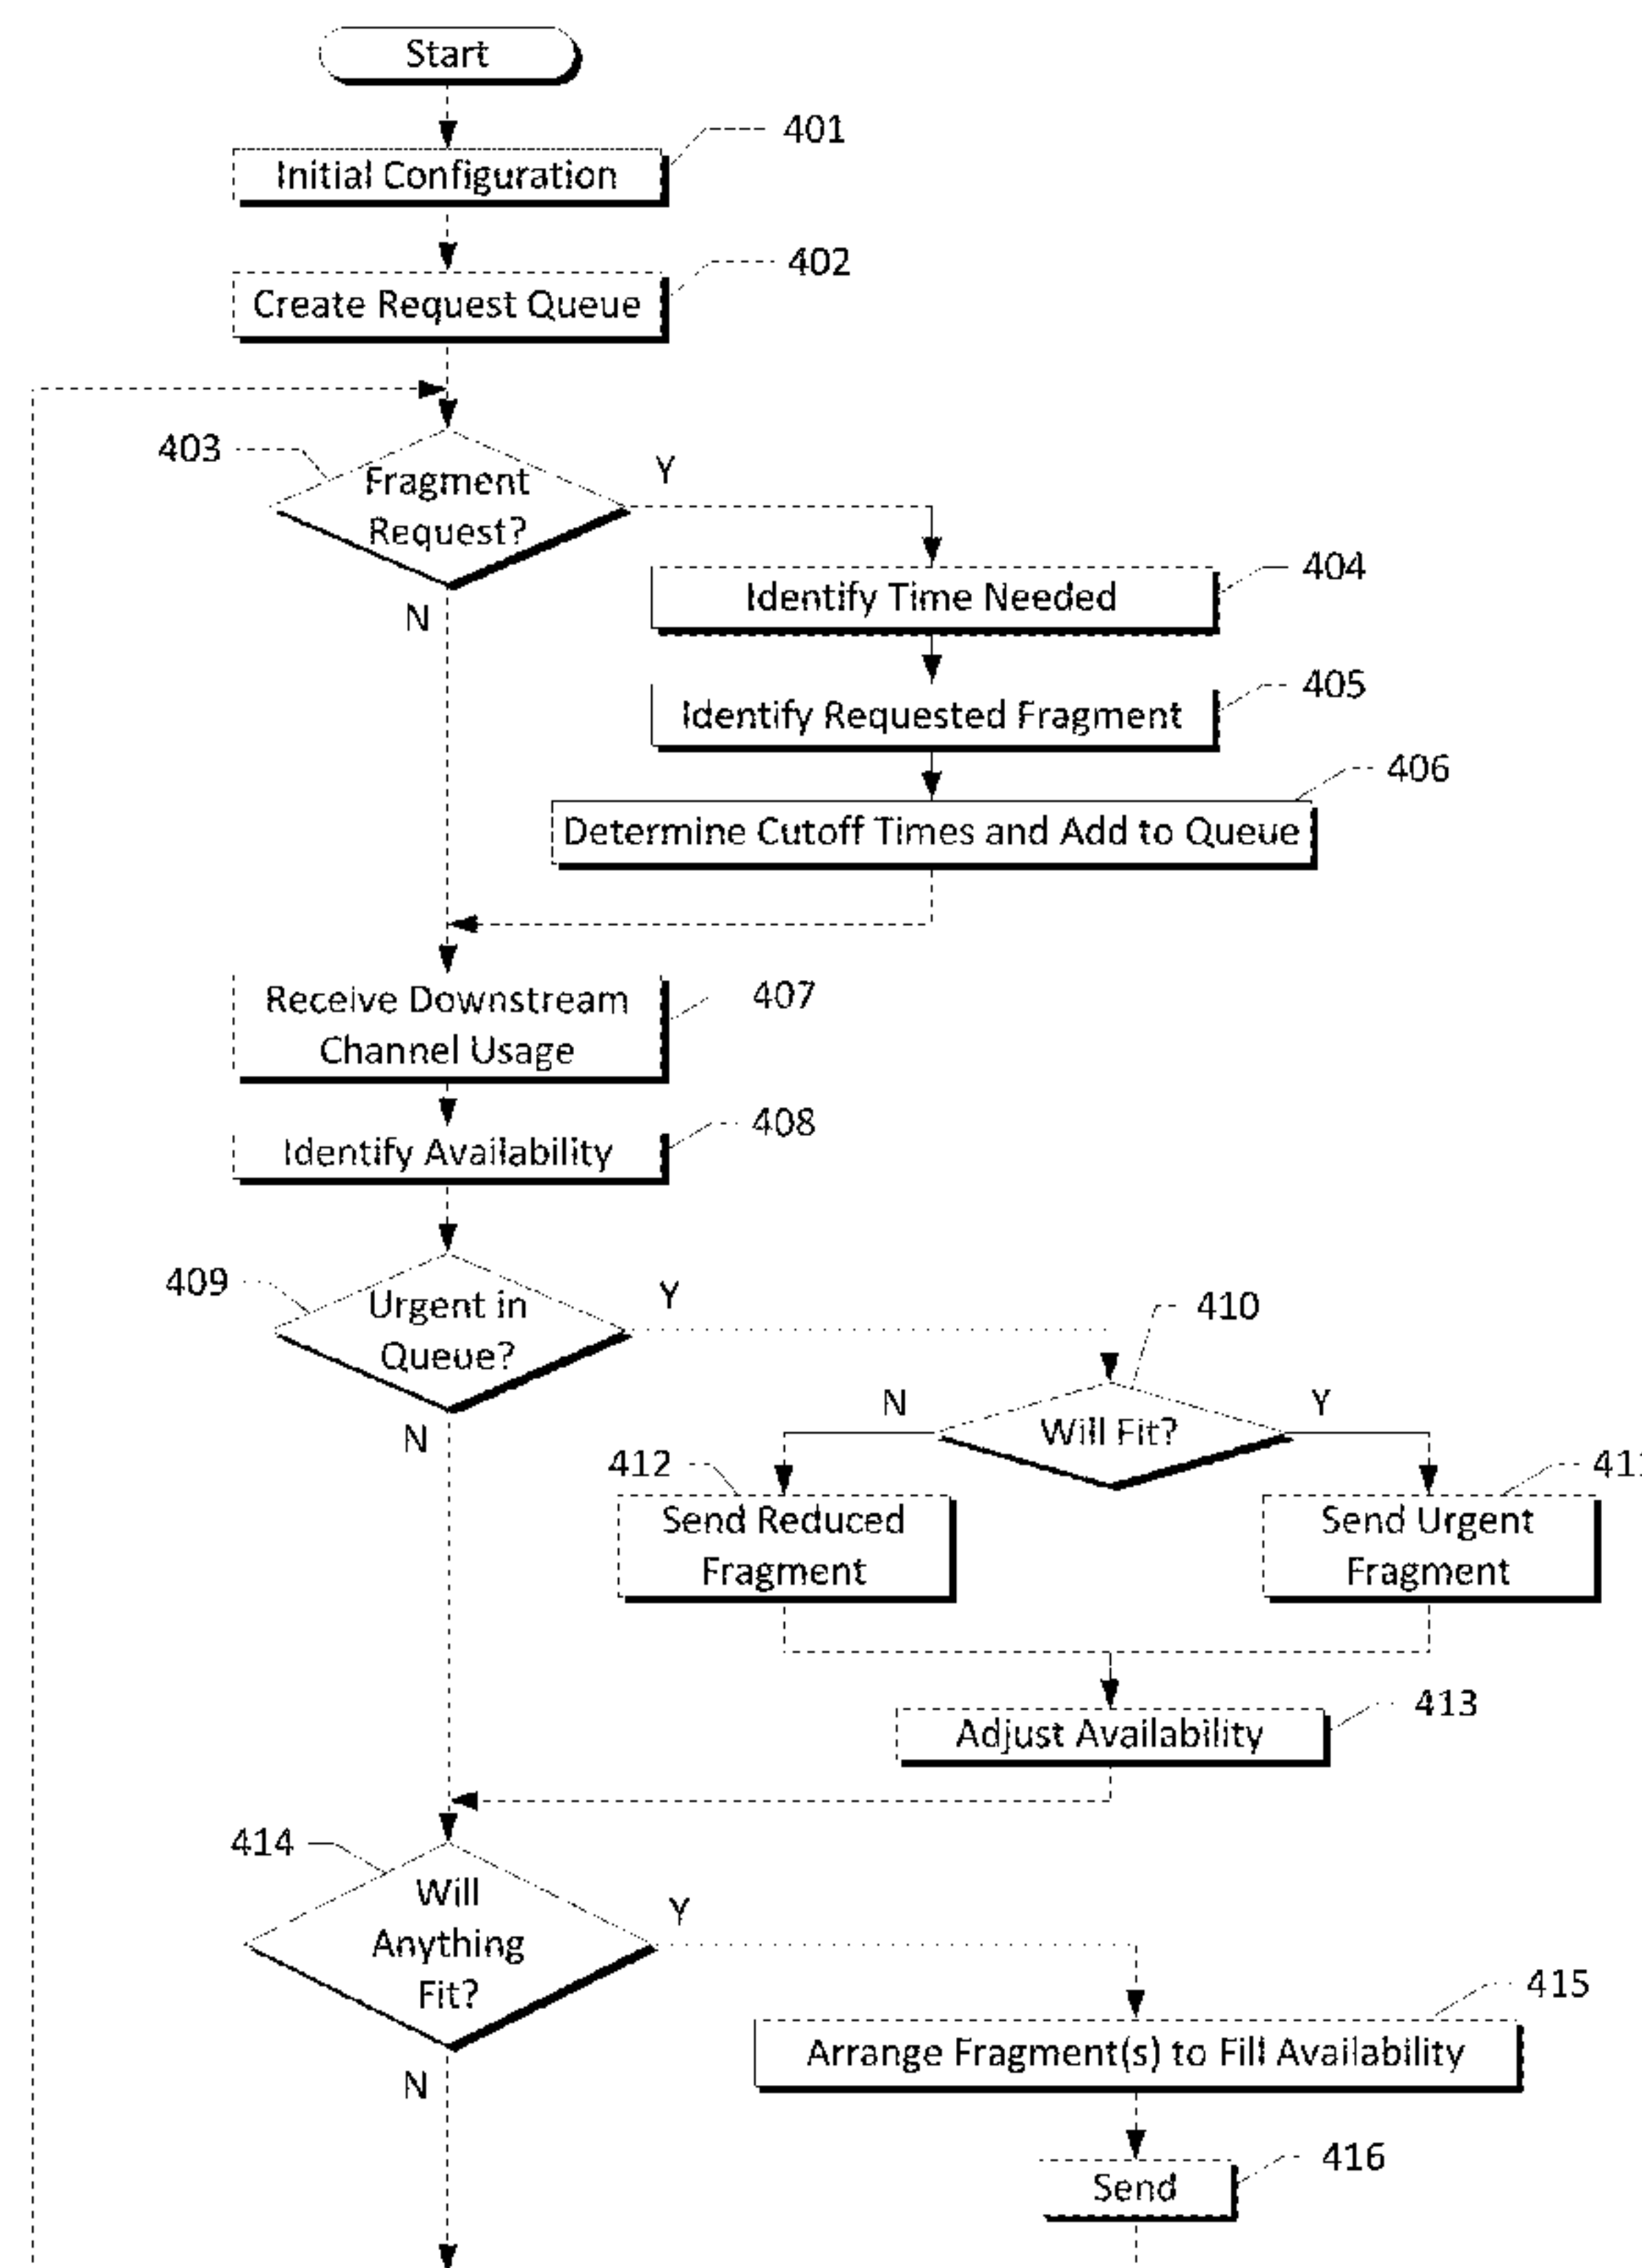 Start
401
Initial Configuration
402
Create Request Queue
403
Fragment
Request?
Y
N
404
Identify Time Needed
405
Identify Requested Fragment
406
Determine Cutoff Times and Add to Queue
Receive Downstream
Channel Usage
407
408
Identify Availability
409
Urgent in
Queue?
Y
N
410
Will Fit?
N
Y
412
411
Send Reduced
Fragment
Send Urgent
Fragment
413
Adjust Availability
414
Will
Anything
Fit?
Y
N
415
Arrange Fragment(s) to Fill Availability
416
Send